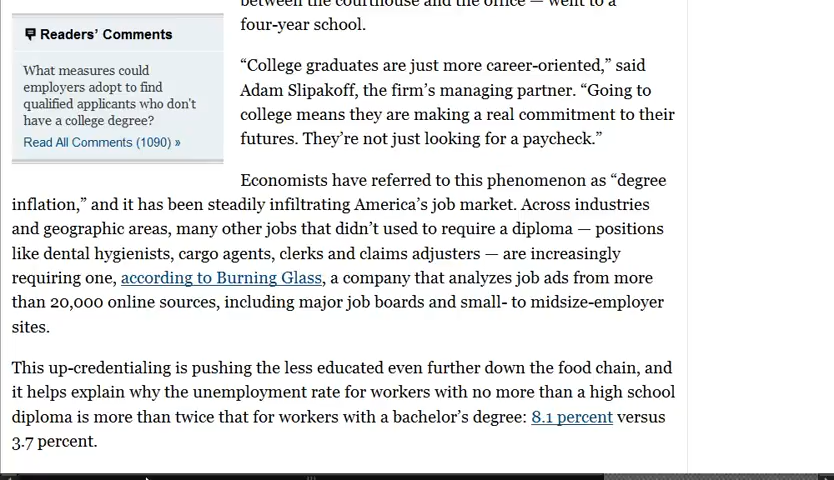 Readers’ Comments
What measures could
employers adopt to find
qualified applicants who don’t
have a college degree?
Read All Comments (1090) »
between the courthouse and the office — went to a
four-year school.
“College graduates are just more career-oriented,” said
Adam Slipakoff, the firm’s managing partner. “Going to
college means they are making a real commitment to their
futures. They’re not just looking for a paycheck.”
Economists have referred to this phenomenon as “degree
inflation,” and it has been steadily infiltrating America’s job market. Across industries
and geographic areas, many other jobs that didn’t used to require a diploma — positions
like dental hygienists, cargo agents, clerks and claims adjusters — are increasingly
requiring one, according to Burning Glass, a company that analyzes job ads from more
than 20,000 online sources, including major job boards and small- to midsize-employer
sites.
This up-credentialing is pushing the less educated even further down the food chain, and
it helps explain why the unemployment rate for workers with no more than a high school
diploma is more than twice that for workers with a bachelor’s degree: 8.1 percent versus
3.7 percent.